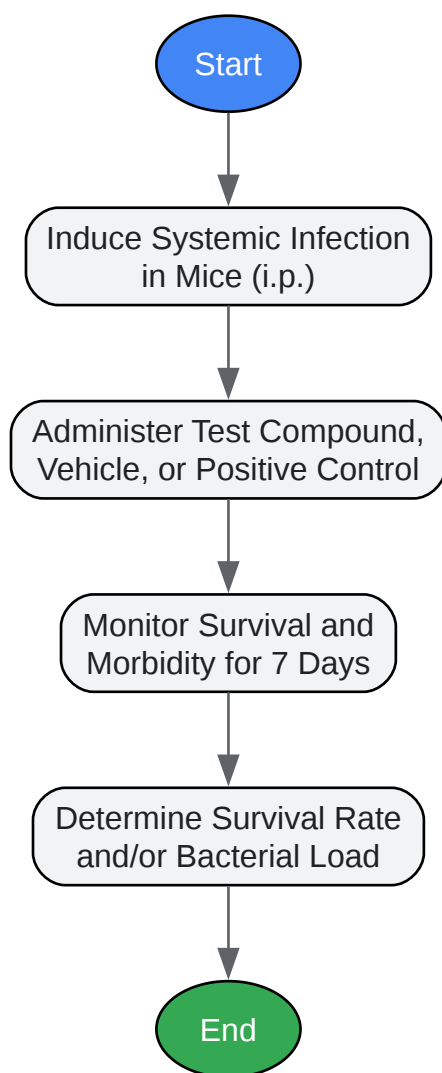 Start
Induce Systemic Infection
in Mice (i.p.)
Administer Test Compound,
Vehicle, or Positive Control
Monitor Survival and
Morbidity for 7 Days
Determine Survival Rate
and/or Bacterial Load
End